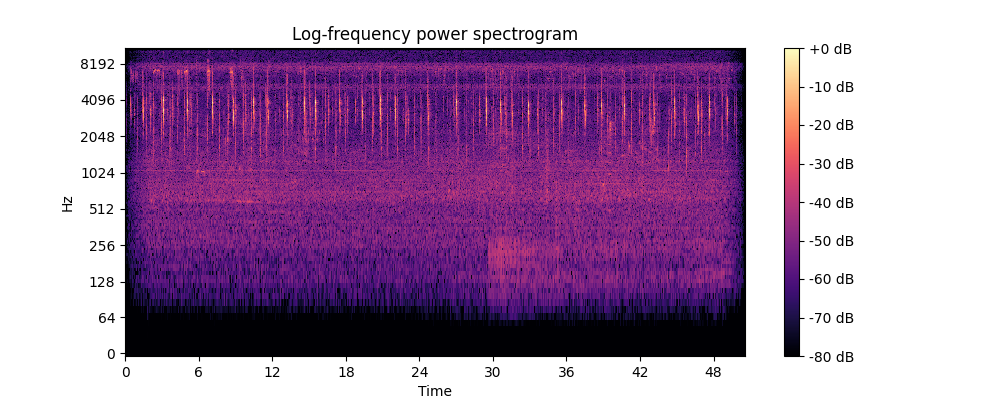 Log-frequency power spectrogram
Hz
8192
4096
2048
1024
512
256
128
64
0
0 6 12 18 24 30 36 42 48
Time
+0 dB
-10 dB
-20 dB
-30 dB
-40 dB
-50 dB
-60 dB
-70 dB
-80 dB